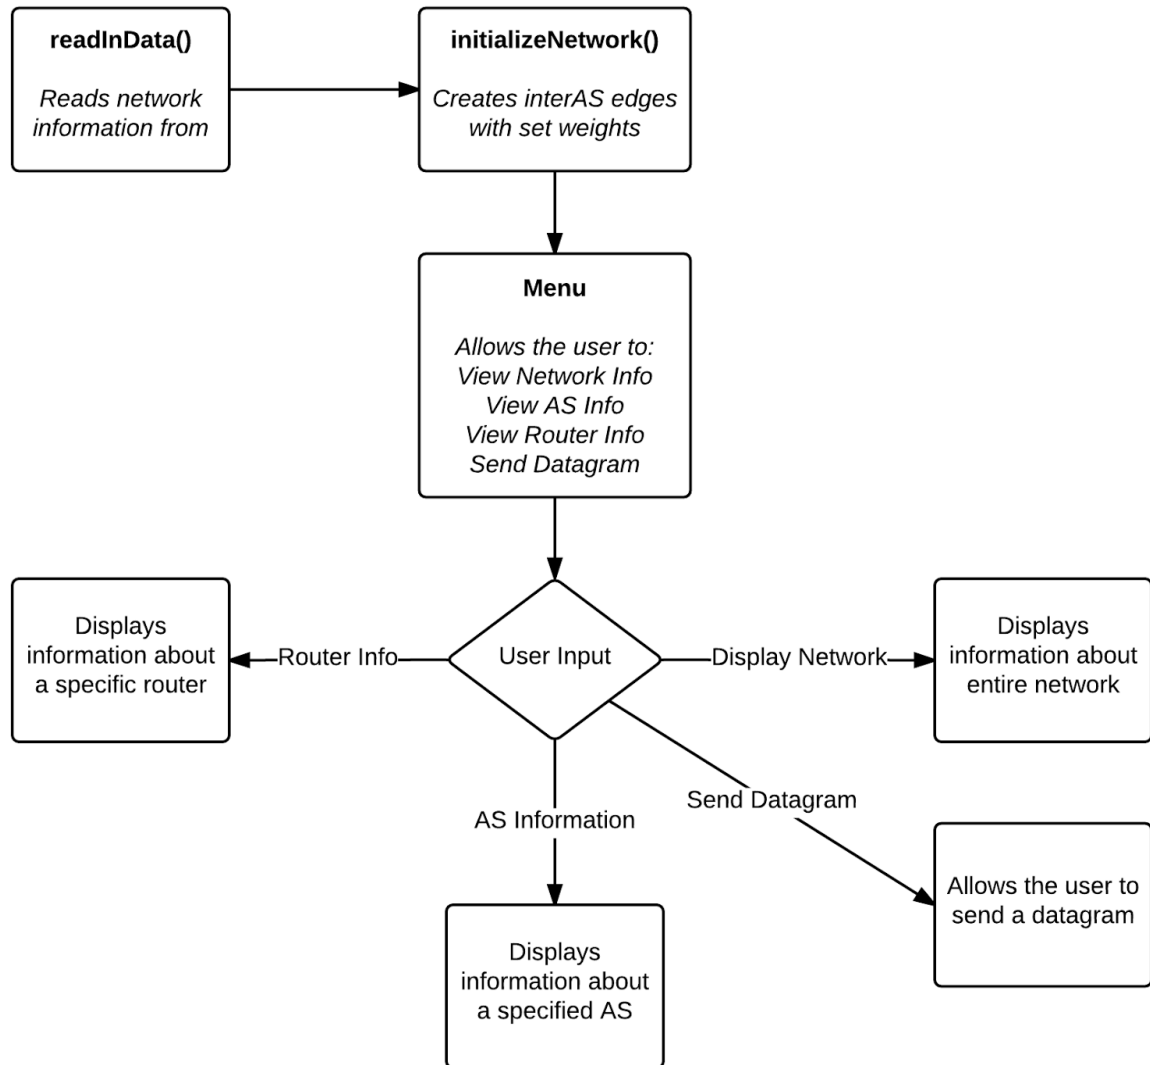 readInData()
Reads network
information from
initializeNetwork()
Creates interAS edges
with set weights
Menu
Allows the user to:
View Network Info
View AS Info
View Router Info
Send Datagram
Displays
information about
a specific router
Router Info
User Input
Display Network
Displays
information about
entire network
Send Datagram
AS Information
Allows the user to
send a datagram
Displays
information about
a specified AS